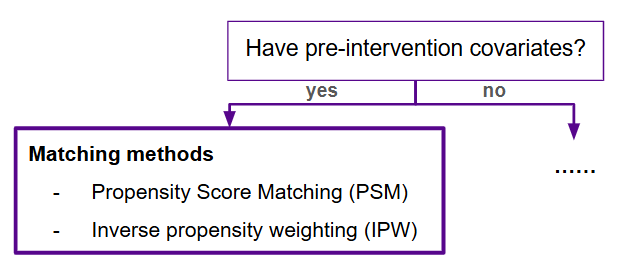 Have pre-intervention covariates?
yes
no
Matching methods
- Propensity Score Matching (PSM)
- Inverse propensity weighting (IPW)
......